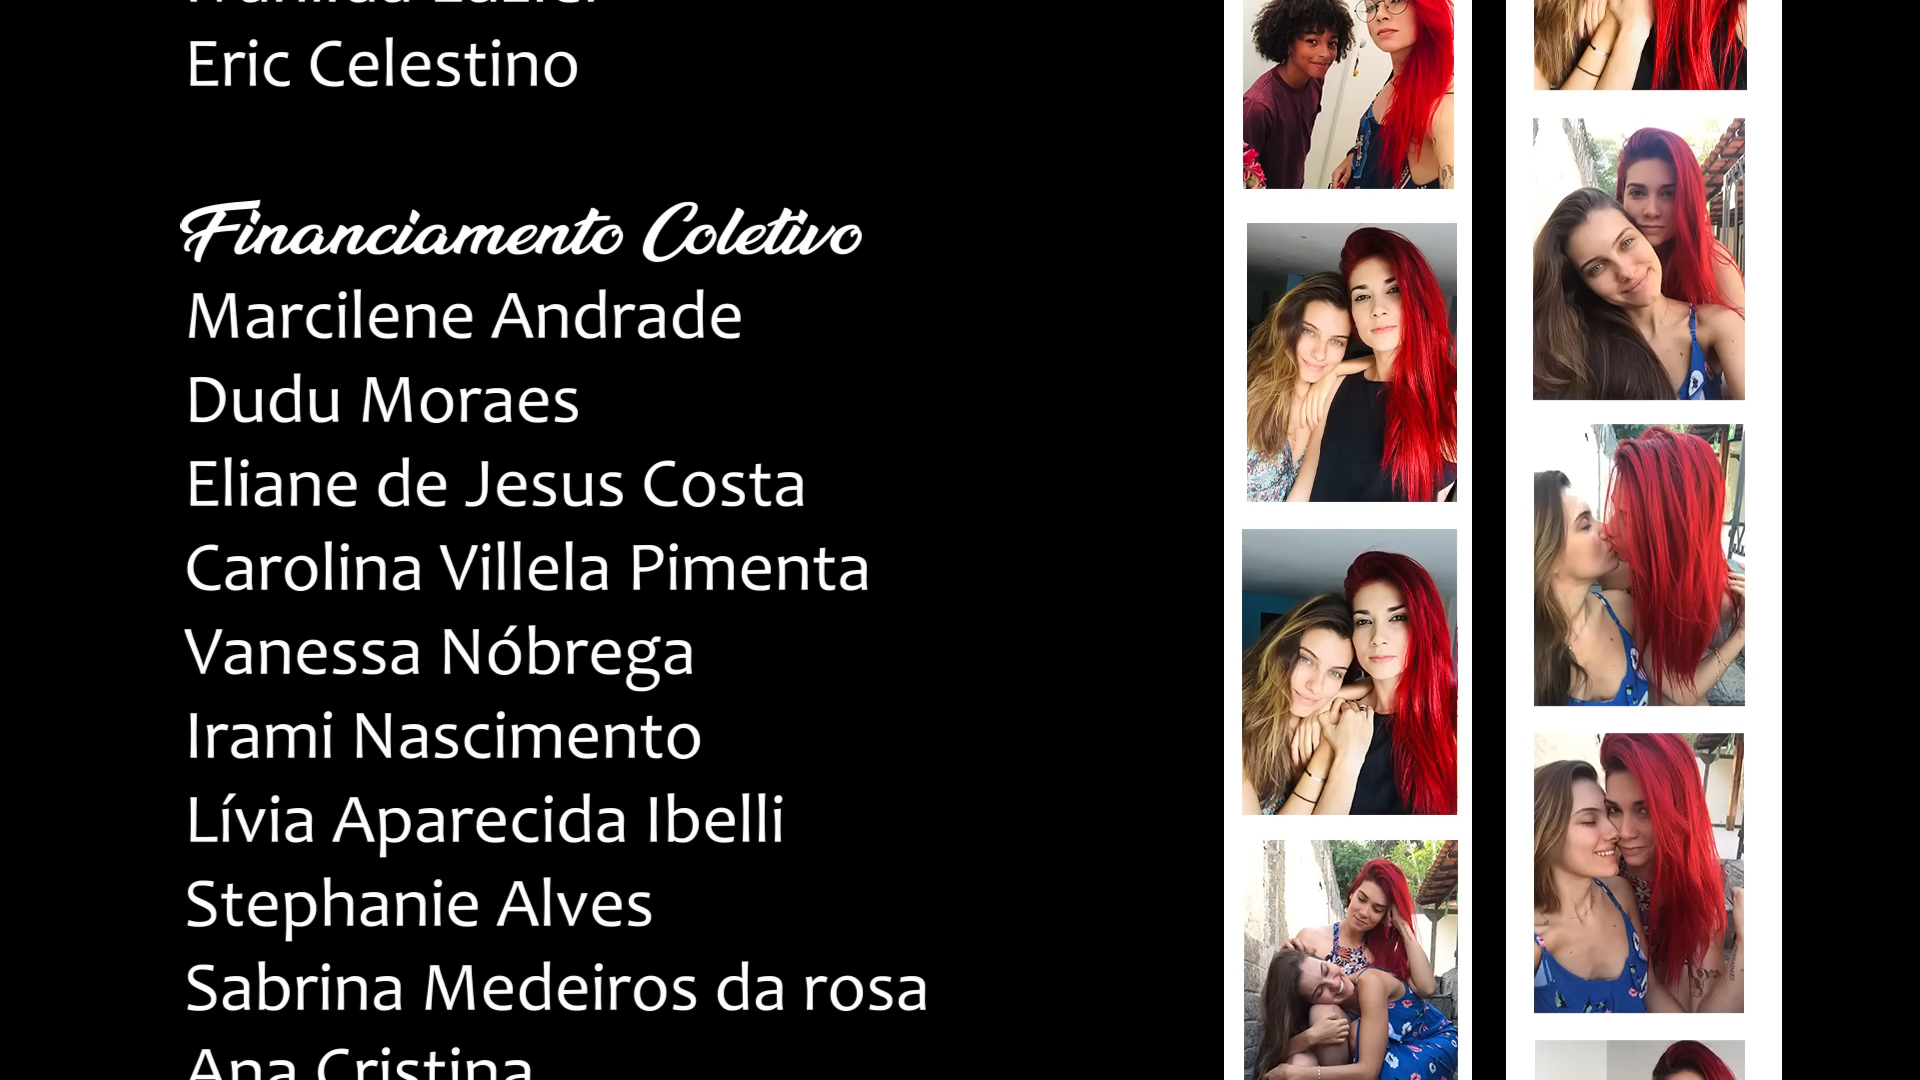 Eric Celestino
Financiamento Coletivo
Marcilene Andrade
Dudu Moraes
Eliane de Jesus Costa
Carolina Villela Pimenta
Vanessa Nóbrega
Irami Nascimento
Lívia Aparecida Ibelli
Stephanie Alves
Sabrina Medeiros da rosa
Ana Cristina